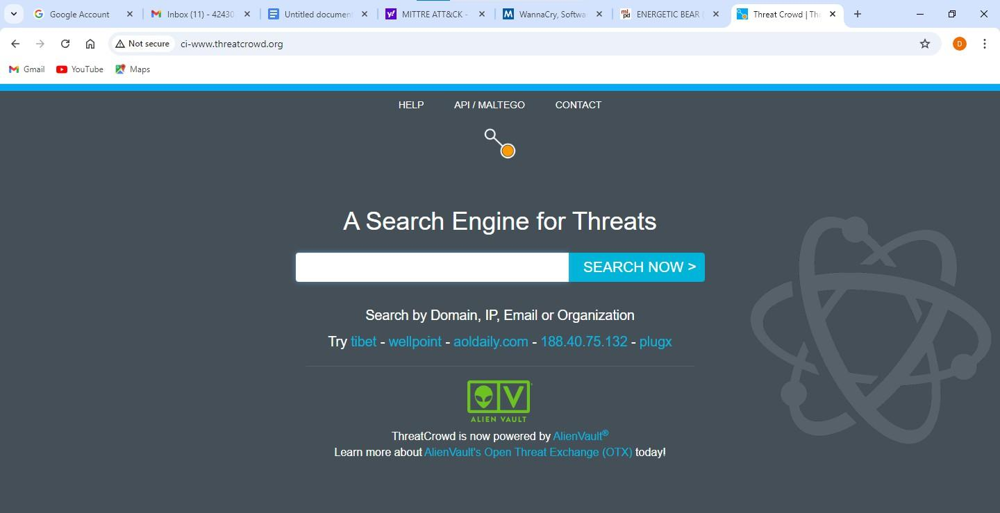 Google Account
Inbox (11) - 42430
Untitled document
MITTRE ATT&CK -
WannaCry, Softwa
ENERGETIC BEAR (
Threat Crowd | Thr
Not secure
ci-www.threatcrowd.org
D
Gmail
YouTube
Maps
HELP
API / MALTEGO
CONTACT
A Search Engine for Threats
SEARCH NOW >
Search by Domain, IP, Email or Organization
Try tibet - wellpoint - aoldaily.com - 188.40.75.132 - plugx
ALIEN VAULT
ThreatCrowd is now powered by AlienVault®
Learn more about AlienVault's Open Threat Exchange (OTX) today!